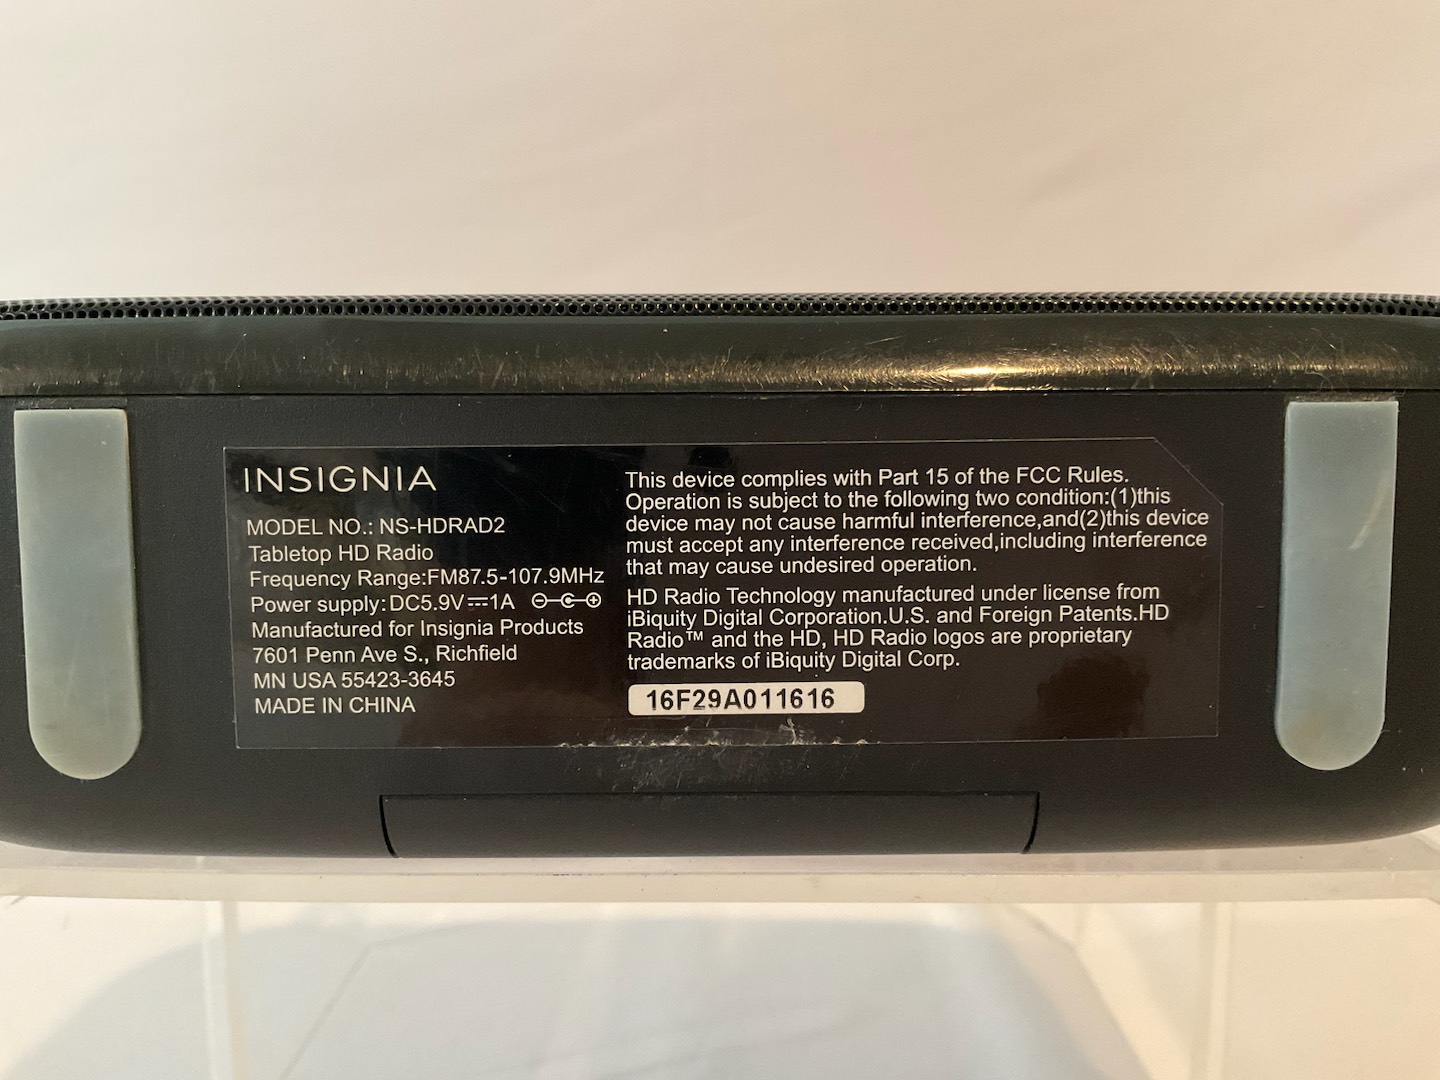 INSIGNIA
MODEL NO.: NS-HDRAD2
Tabletop HD Radio
Frequency Range:FM87.5-107.9MHz
Power supply:DC5.9V⎓1A
Manufactured for Insignia Products
7601 Penn Ave S., Richfield
MN USA 55423-3645
MADE IN CHINA
This device complies with Part 15 of the FCC Rules.
Operation is subject to the following two condition:(1)this
device may not cause harmful interference,and(2)this device
must accept any interference received,including interference
that may cause undesired operation.
HD Radio Technology manufactured under license from
iBiquity Digital Corporation.U.S. and Foreign Patents.HD
Radio™ and the HD, HD Radio logos are proprietary
trademarks of iBiquity Digital Corp.
16F29A011616